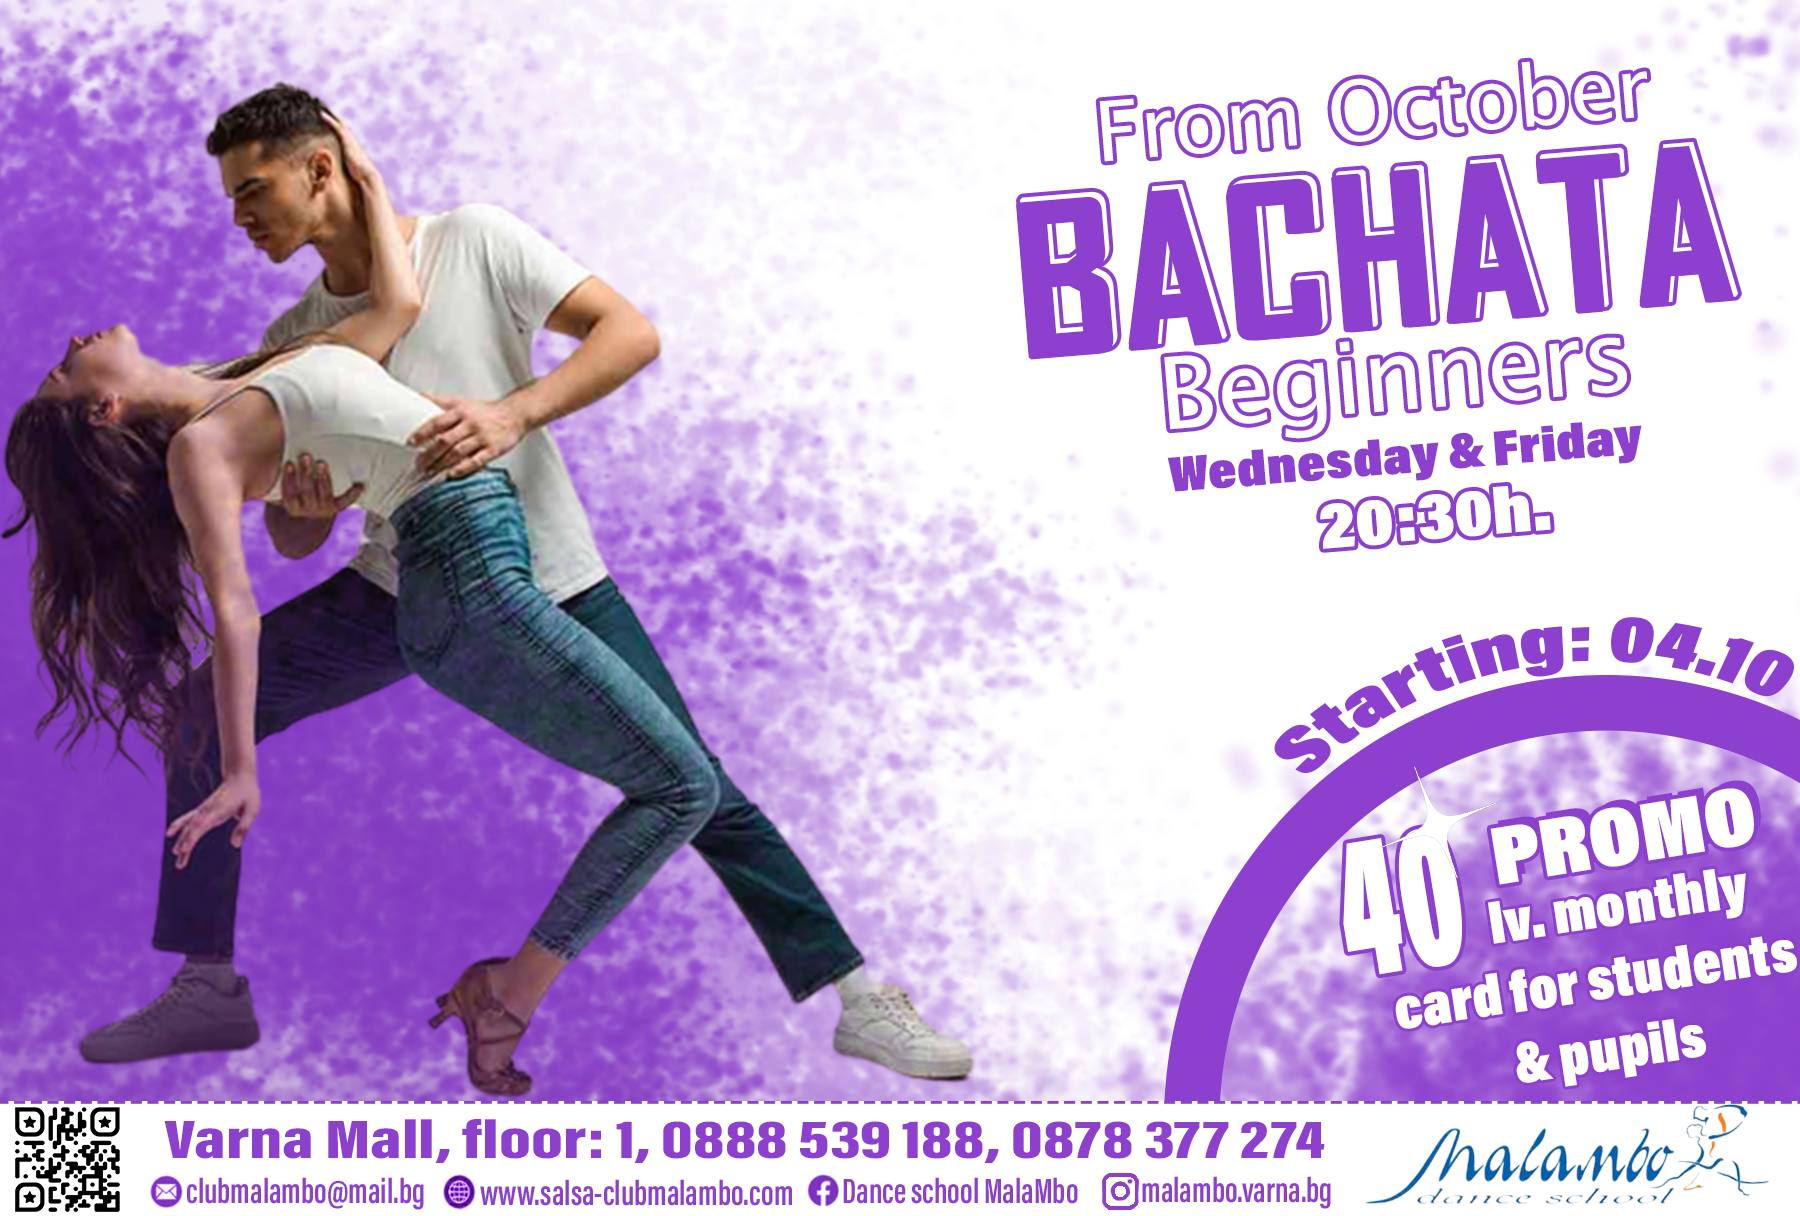 From October
BACHATA
Beginners
Wednesday & Friday
20:30h.
Starting: 04.10
40 PROMO
lv. monthly
card for students
& pupils
Varna Mall, floor: 1, 0888 539 188, 0878 377 274
clubmalambo@mail.bg www.salsa-clubmalambo.com Dance school MalaMbo malambo.varna.bg
Malambo
dance school